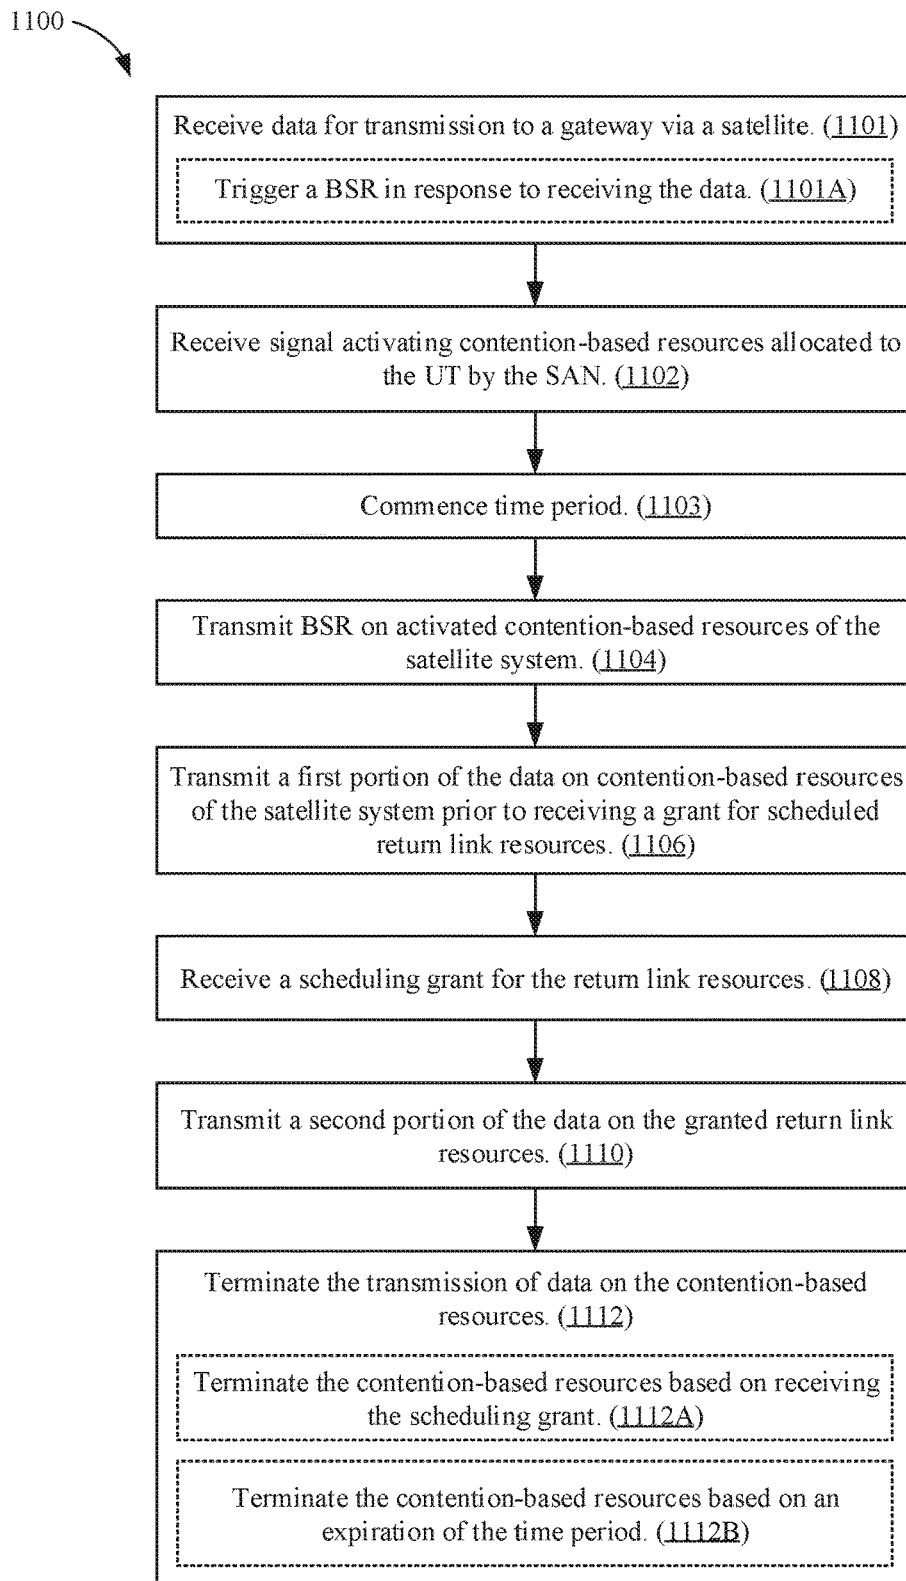 1100
Receive data for transmission to a gateway via a satellite. (1101)
Trigger a BSR in response to receiving the data. (1101A)
Receive signal activating contention-based resources allocated to
the UT by the SAN. (1102)
Commence time period. (1103)
Transmit BSR on activated contention-based resources of the
satellite system. (1104)
Transmit a first portion of the data on contention-based resources
of the satellite system prior to receiving a grant for scheduled
return link resources. (1106)
Receive a scheduling grant for the return link resources. (1108)
Transmit a second portion of the data on the granted return link
resources. (1110)
Terminate the transmission of data on the contention-based
resources. (1112)
Terminate the contention-based resources based on receiving
the scheduling grant. (1112A)
Terminate the contention-based resources based on an
expiration of the time period. (1112B)